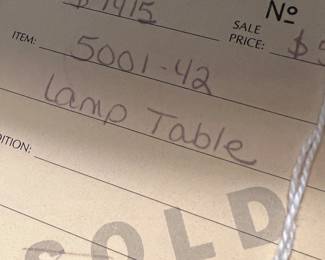 $ 1415
Nº
SALE
PRICE: $
ITEM: 5001-42
Lamp Table
DITION:
SOLD